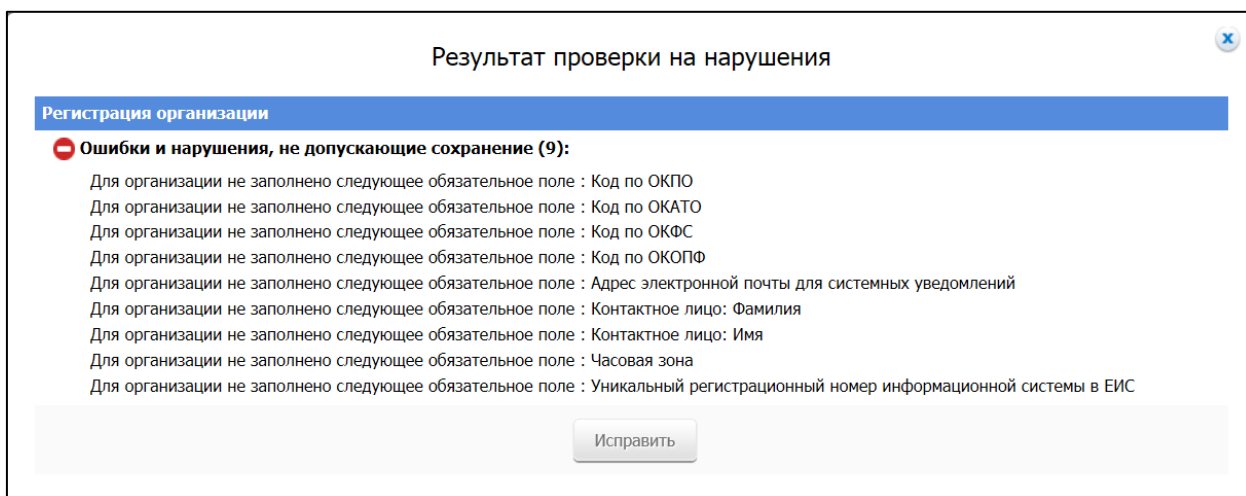 Результат проверки на нарушения
Регистрация организации
Ошибки и нарушения, не допускающие сохранение (9):
Для организации не заполнено следующее обязательное поле : Код по ОКПО
Для организации не заполнено следующее обязательное поле : Код по ОКАТО
Для организации не заполнено следующее обязательное поле : Код по ОКФС
Для организации не заполнено следующее обязательное поле : Код по ОКОПФ
Для организации не заполнено следующее обязательное поле : Адрес электронной почты для системных уведомлений
Для организации не заполнено следующее обязательное поле : Контактное лицо: Фамилия
Для организации не заполнено следующее обязательное поле : Контактное лицо: Имя
Для организации не заполнено следующее обязательное поле : Часовая зона
Для организации не заполнено следующее обязательное поле : Уникальный регистрационный номер информационной системы в ЕИС
Исправить